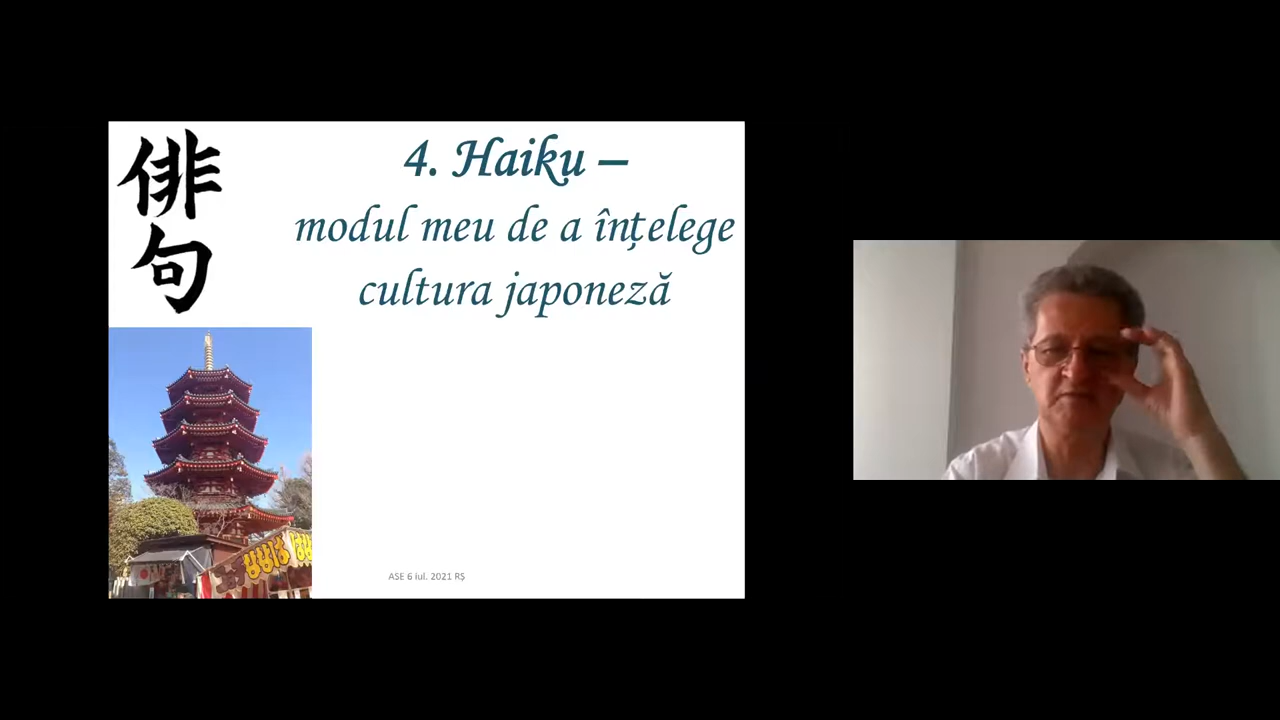 俳句
4. Haiku –
modul meu de a înțelege
cultura japoneză
ASE 6 iul. 2021 RȘ